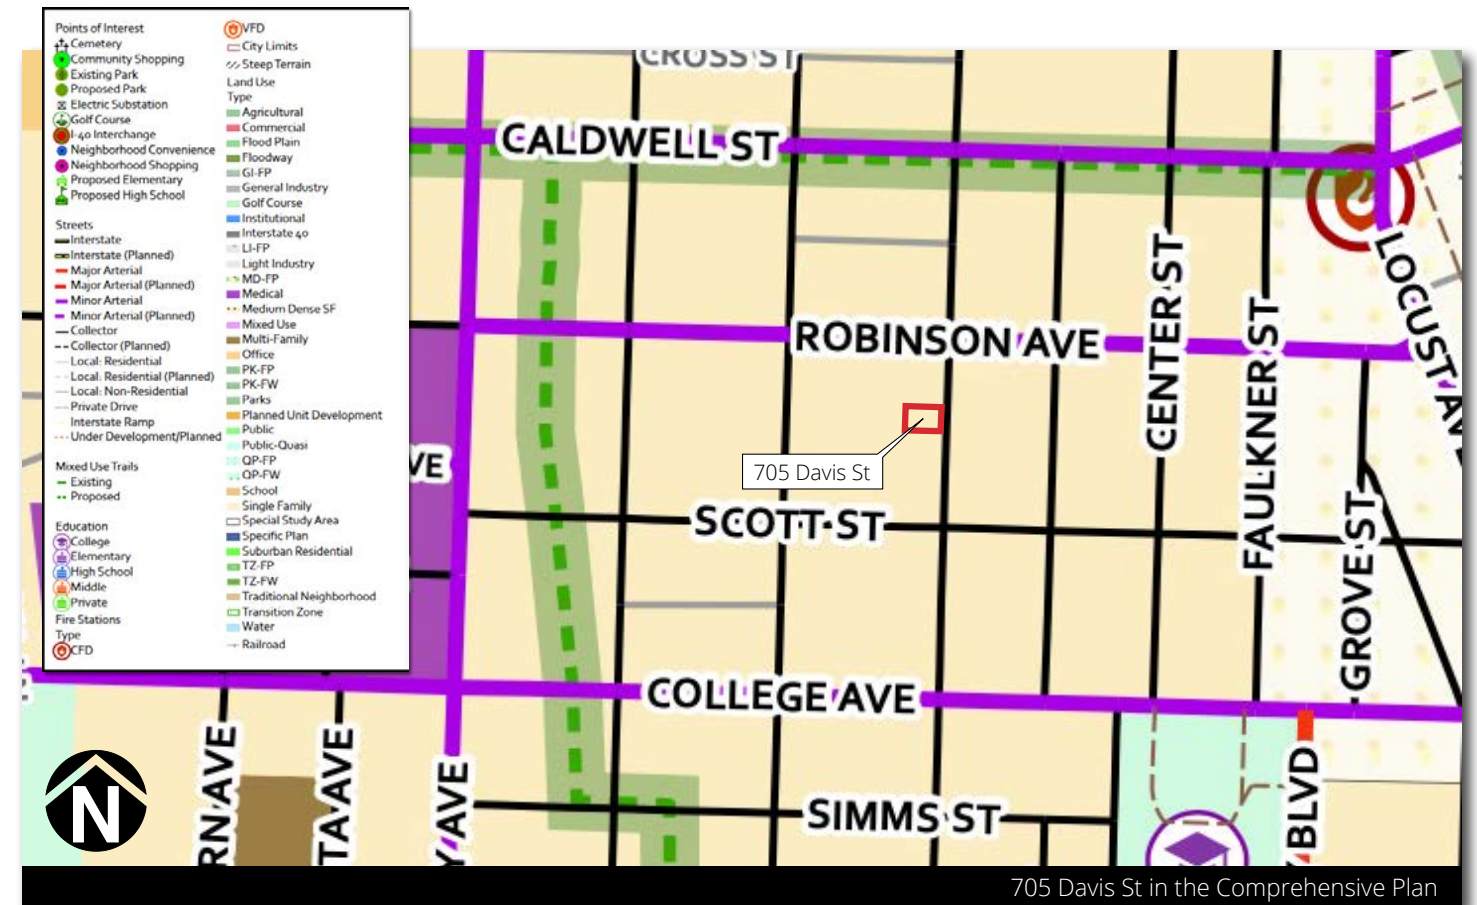 Points of Interest
Cemetery
Community Shopping
Existing Park
Proposed Park
Electric Substation
Golf Course
I-40 Interchange
Neighborhood Convenience
Neighborhood Shopping
Proposed Elementary
Proposed High School
Streets
Interstate
Interstate (Planned)
Major Arterial
Major Arterial (Planned)
Minor Arterial
Minor Arterial (Planned)
Collector
Collector (Planned)
Local: Residential
Local: Residential (Planned)
Local: Non-Residential
Private Drive
Interstate Ramp
Under Development/Planned
Mixed Use Trails
Existing
Proposed
Education
College
Elementary
High School
Middle
Private
Fire Stations
Type
CFD
VFD
City Limits
Steep Terrain
Land Use
Type
Agricultural
Commercial
Flood Plain
Floodway
GI-FP
General Industry
Golf Course
Institutional
Interstate 40
LI-FP
Light Industry
MD-FP
Medical
Medium Dense SF
Mixed Use
Multi-Family
Office
PK-FP
PK-FW
Parks
Planned Unit Development
Public
Public-Quasi
QP-FP
QP-FW
School
Single Family
Special Study Area
Specific Plan
Suburban Residential
TZ-FP
TZ-FW
Traditional Neighborhood
Transition Zone
Water
Railroad
CROSS ST
CALDWELL ST
ROBINSON AVE
CENTER ST
FAULKNER ST
LOCUST AVE
705 Davis St
VE
SCOTT ST
GROVE ST
COLLEGE AVE
RN AVE
TA AVE
Y AVE
SIMMS ST
BLVD
N
705 Davis St in the Comprehensive Plan